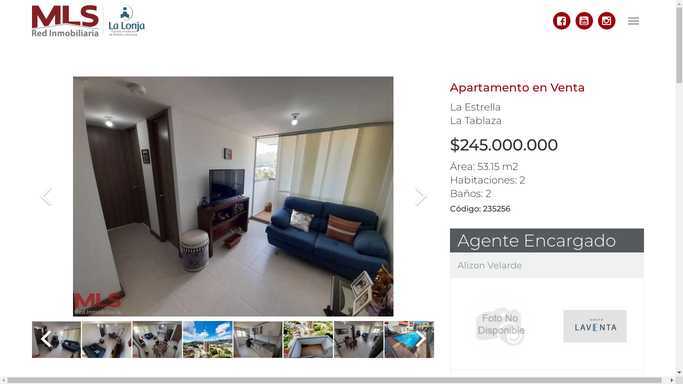 MLS
Red Inmobiliaria
La Lonja
Apartamento en Venta
La Estrella
La Tablaza
$245.000.000
Área: 53.15 m2
Habitaciones: 2
Baños: 2
Código: 235256
MLS
Red Inmobiliaria
Agente Encargado
Alizon Velarde
Foto No
Disponible
LAVENTA